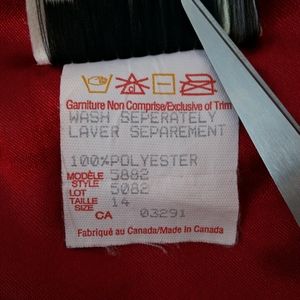 Garniture Non Comprise/Exclusive of Trim
WASH SEPERATELY
LAVER SEPAREMENT
100%POLYESTER
MODÈLE
STYLE 5882
LOT 5082
TAILLE
SIZE 14
CA 03291
Fabriqué au Canada/Made in Canada